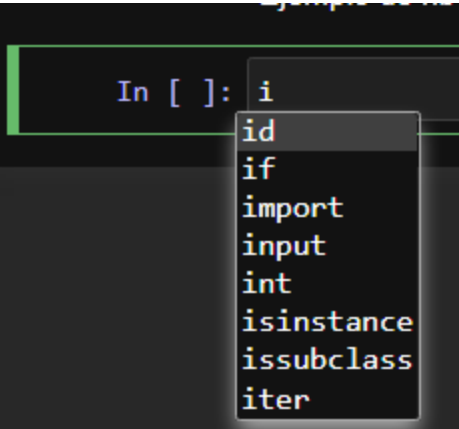 In [ ]: i
id
if
import
input
int
isinstance
issubclass
iter